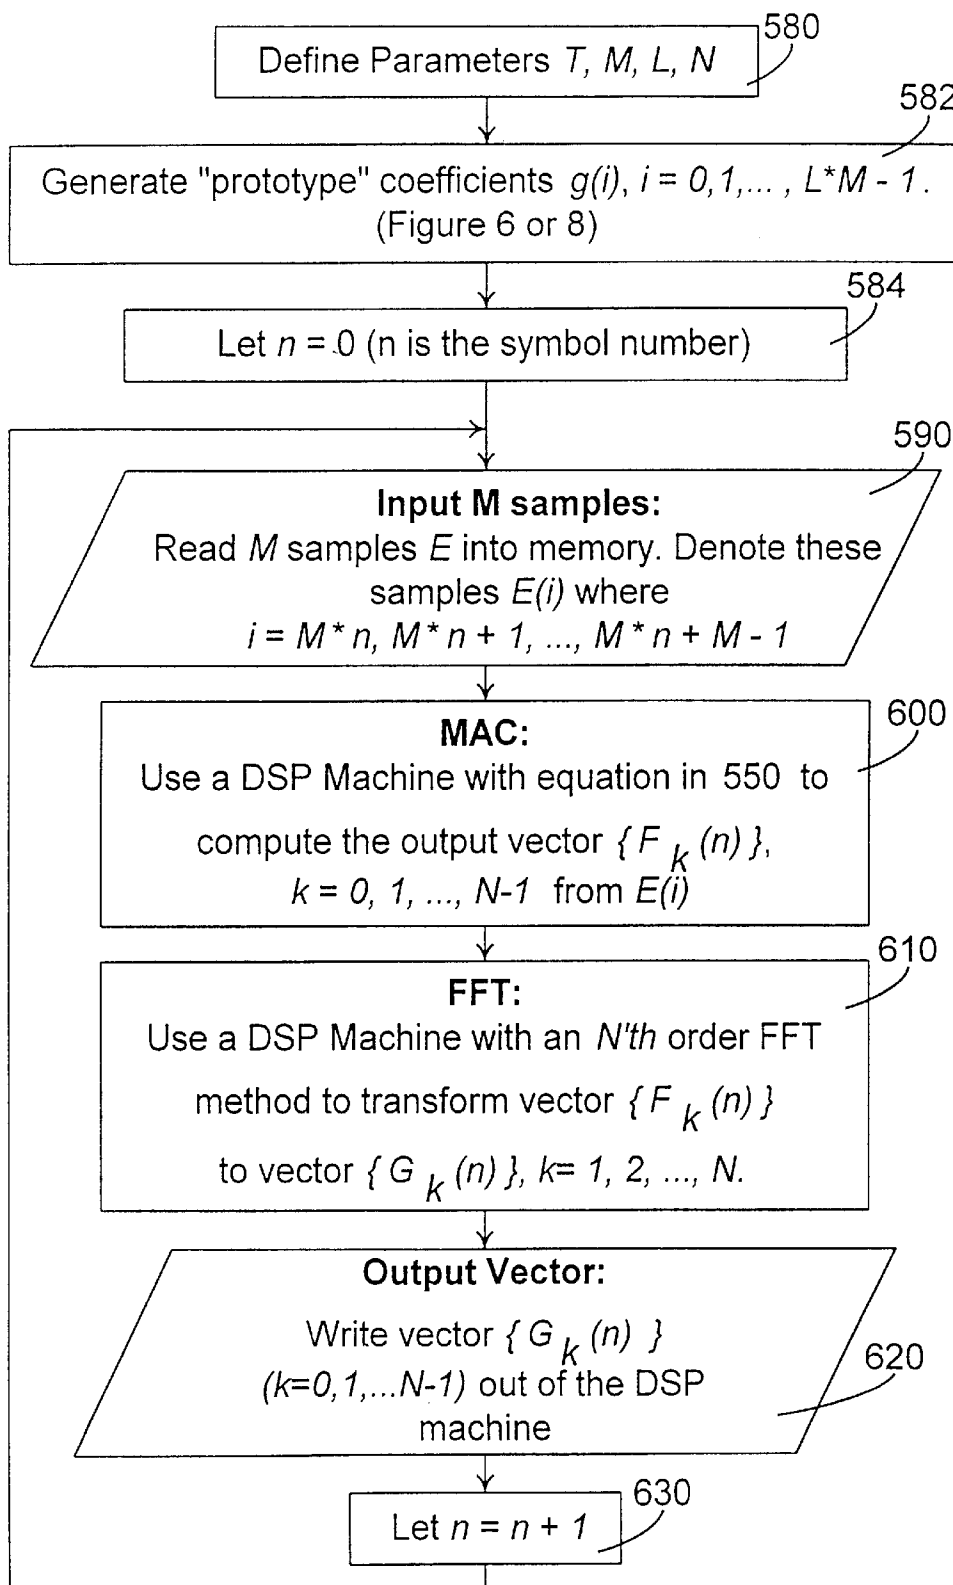 580
Define Parameters T, M, L, N
582
Generate "prototype" coefficients g(i), i = 0,1,... , L*M - 1.
(Figure 6 or 8)
584
Let n = 0 (n is the symbol number)
590
Input M samples:
Read M samples E into memory. Denote these
samples E(i) where
i = M* n, M* n + 1, ..., M* n + M - 1
600
MAC:
Use a DSP Machine with equation in 550 to
compute the output vector { F k (n) },
k = 0, 1, ..., N-1 from E(i)
610
FFT:
Use a DSP Machine with an N'th order FFT
method to transform vector { F k (n) }
to vector { G k (n) }, k= 1, 2, ..., N.
Output Vector:
Write vector { G k (n) }
620
(k=0,1,...N-1) out of the DSP
machine
630
Let n = n + 1